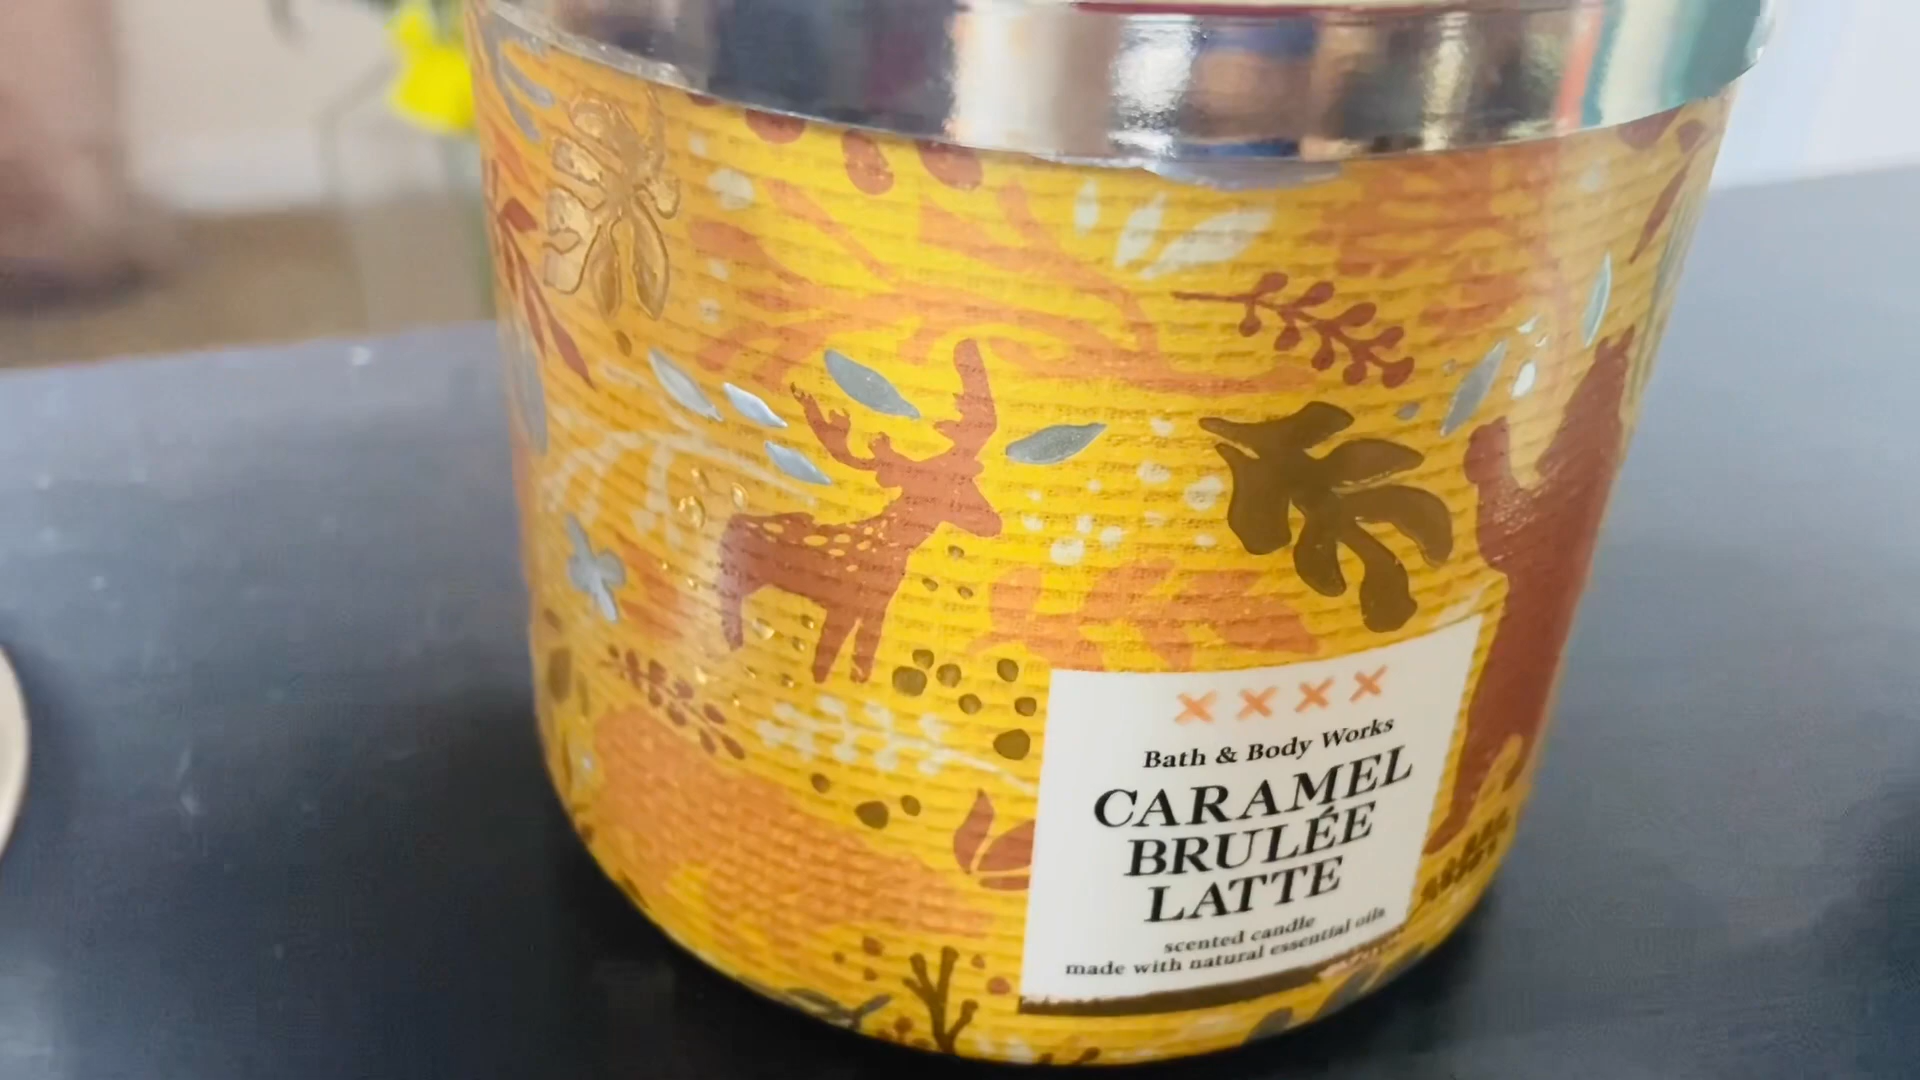 Bath & Body Works
CARAMEL
BRULÉE
LATTE
scented candle
made with natural essential oils